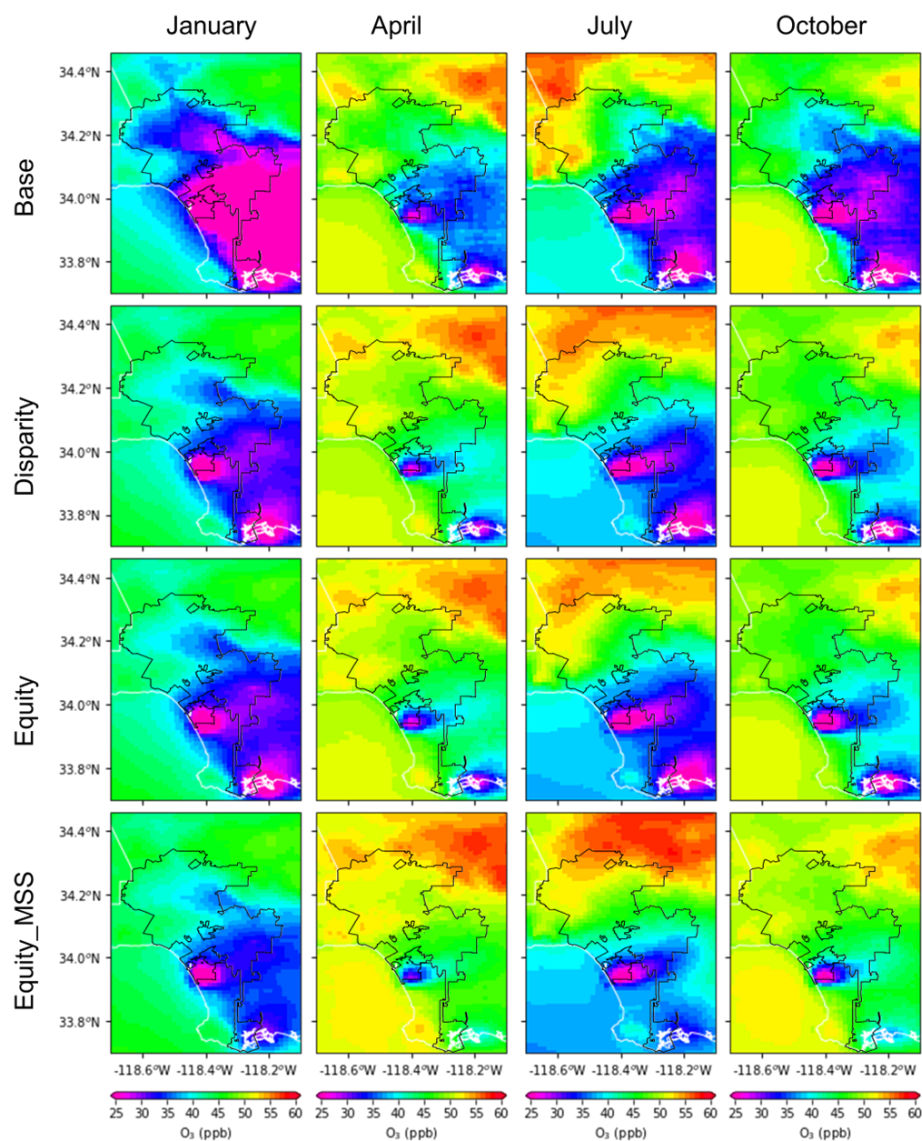 January April July October
Base
34.4°N
34.2°N
34.0°N
33.8°N
Disparity
34.4°N
34.2°N
34.0°N
33.8°N
Equity
34.4°N
34.2°N
34.0°N
33.8°N
Equity_MSS
34.4°N
34.2°N
34.0°N
33.8°N
-118.6°W -118.4°W -118.2°W -118.6°W -118.4°W -118.2°W -118.6°W -118.4°W -118.2°W -118.6°W -118.4°W -118.2°W
25 30 40 45 50 55 60 25 30 40 45 50 55 60 25 30 40 45 50 55 60 25 30 40 45 50 55 60
O₃ (ppb) O₃ (ppb) O₃ (ppb) O₃ (ppb)